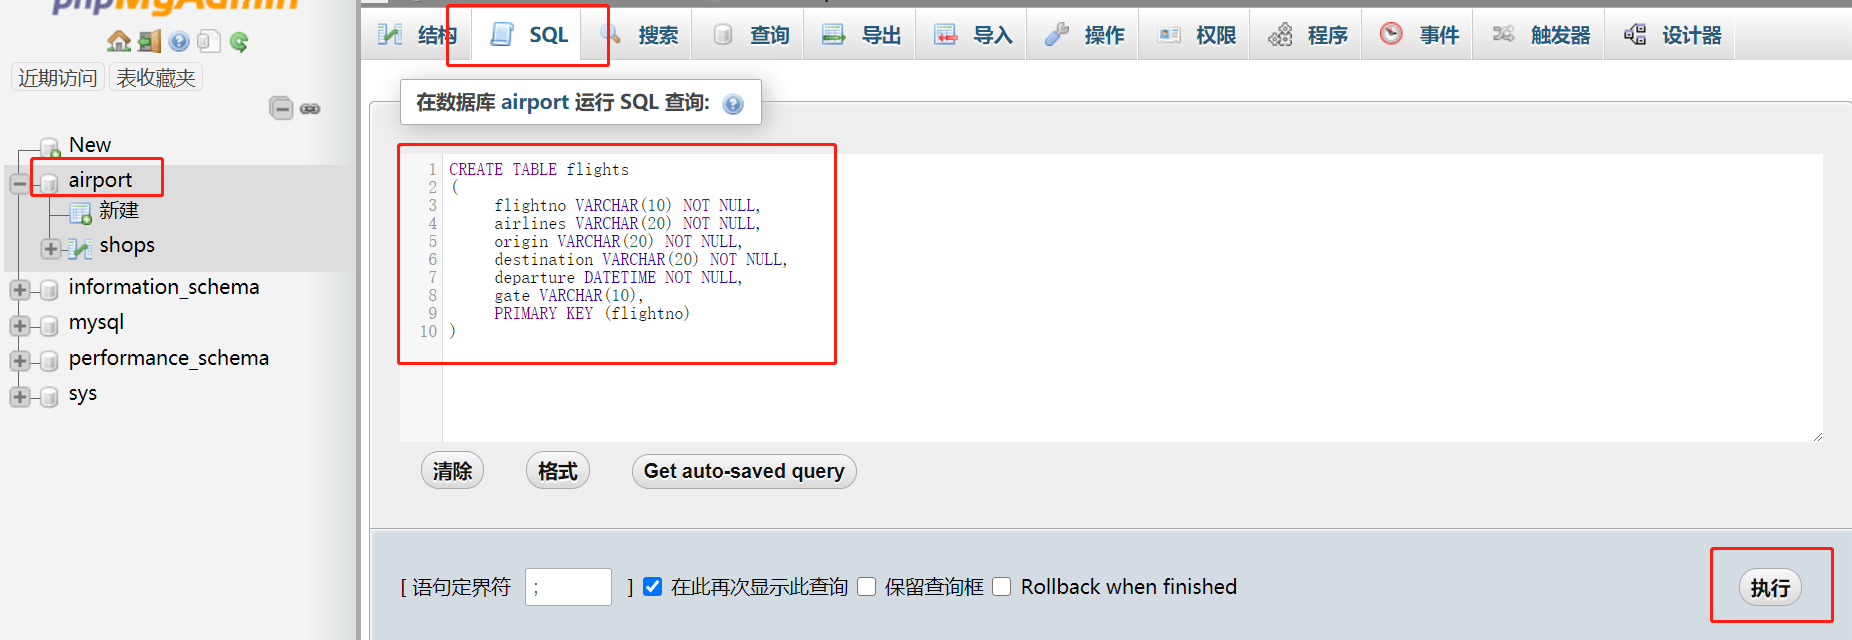 phpMyAdmin
近期访问 表收藏夹
New
airport
新建
shops
information_schema
mysql
performance_schema
sys
结构 SQL 搜索 查询 导出 导入 操作 权限 程序 事件 触发器 设计器
在数据库 airport 运行 SQL 查询:
1 CREATE TABLE flights
2 (
3 flightno VARCHAR(10) NOT NULL,
4 airlines VARCHAR(20) NOT NULL,
5 origin VARCHAR(20) NOT NULL,
6 destination VARCHAR(20) NOT NULL,
7 departure DATETIME NOT NULL,
8 gate VARCHAR(10),
9 PRIMARY KEY (flightno)
10 )
清除 格式 Get auto-saved query
[ 语句定界符 ; ] 在此再次显示此查询 保留查询框 Rollback when finished
执行